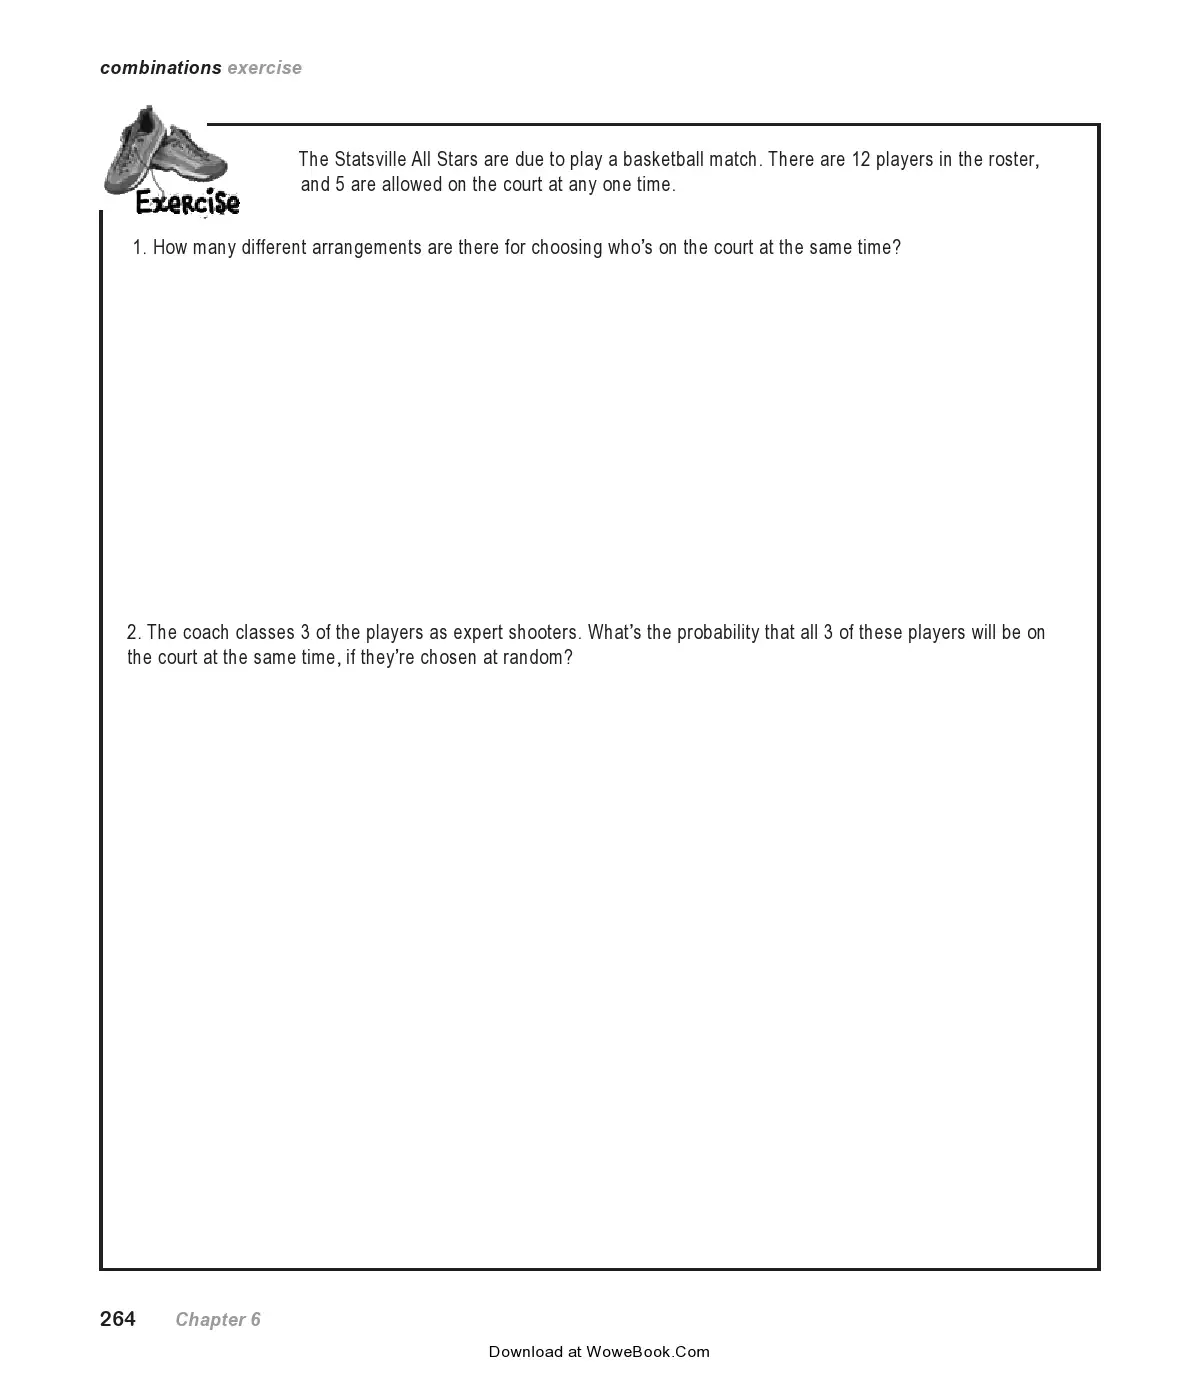 combinations exercise
The Statsville All Stars are due to play a basketball match. There are 12 players in the roster,
and 5 are allowed on the court at any one time.
Exercise
1. How many different arrangements are there for choosing who’s on the court at the same time?
2. The coach classes 3 of the players as expert shooters. What’s the probability that all 3 of these players will be on
the court at the same time, if they’re chosen at random?
264 Chapter 6
Download at WoweBook.Com